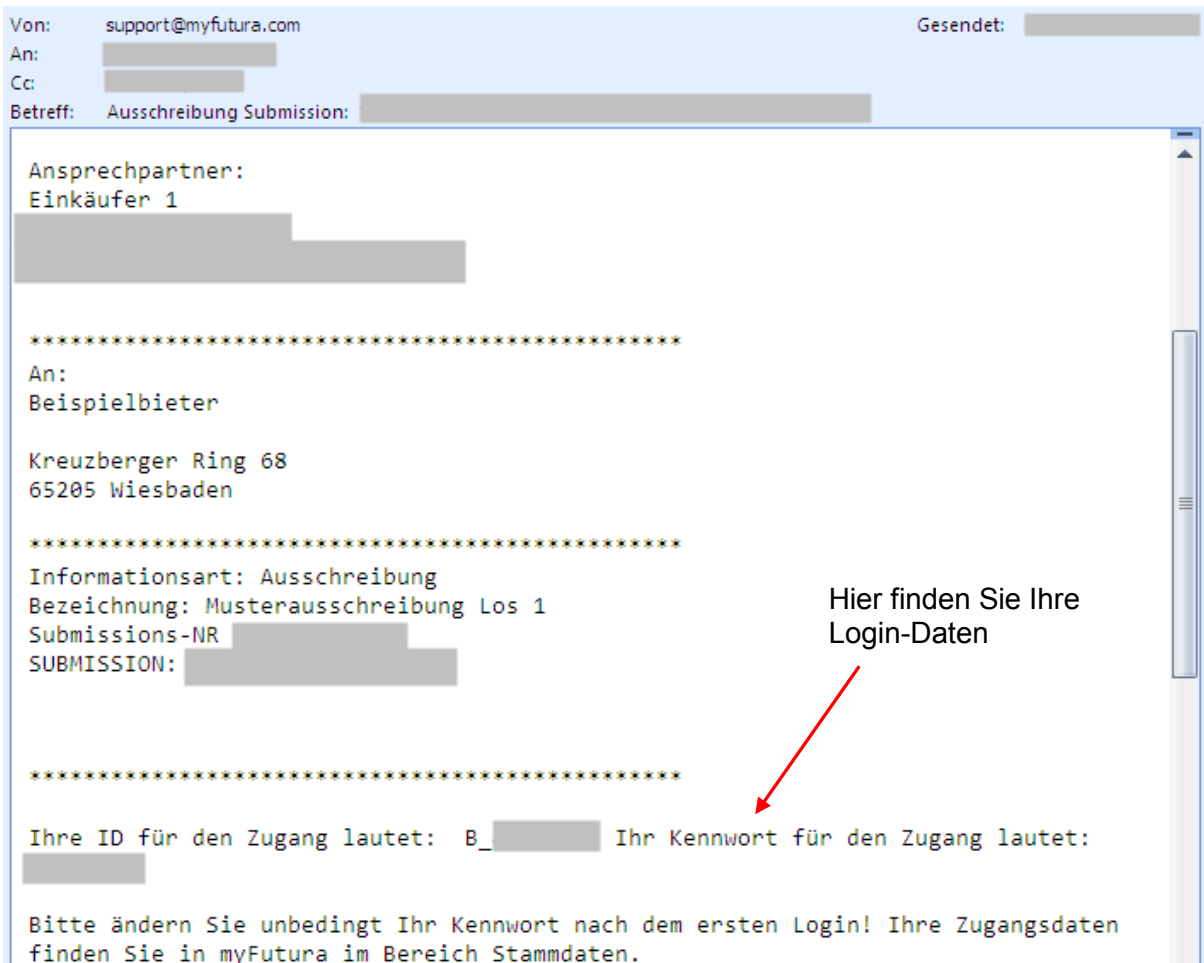 Von: support@myfutura.com Gesendet:
An:
Cc:
Betreff: Ausschreibung Submission:
Ansprechpartner:
Einkäufer 1
************************************************
An:
Beispielbieter
Kreuzberger Ring 68
65205 Wiesbaden
************************************************
Informationsart: Ausschreibung
Bezeichnung: Musterausschreibung Los 1
Submissions-NR
SUBMISSION:
Hier finden Sie Ihre
Login-Daten
************************************************
Ihre ID für den Zugang lautet: B_ Ihr Kennwort für den Zugang lautet:
Bitte ändern Sie unbedingt Ihr Kennwort nach dem ersten Login! Ihre Zugangsdaten
finden Sie in myFutura im Bereich Stammdaten.